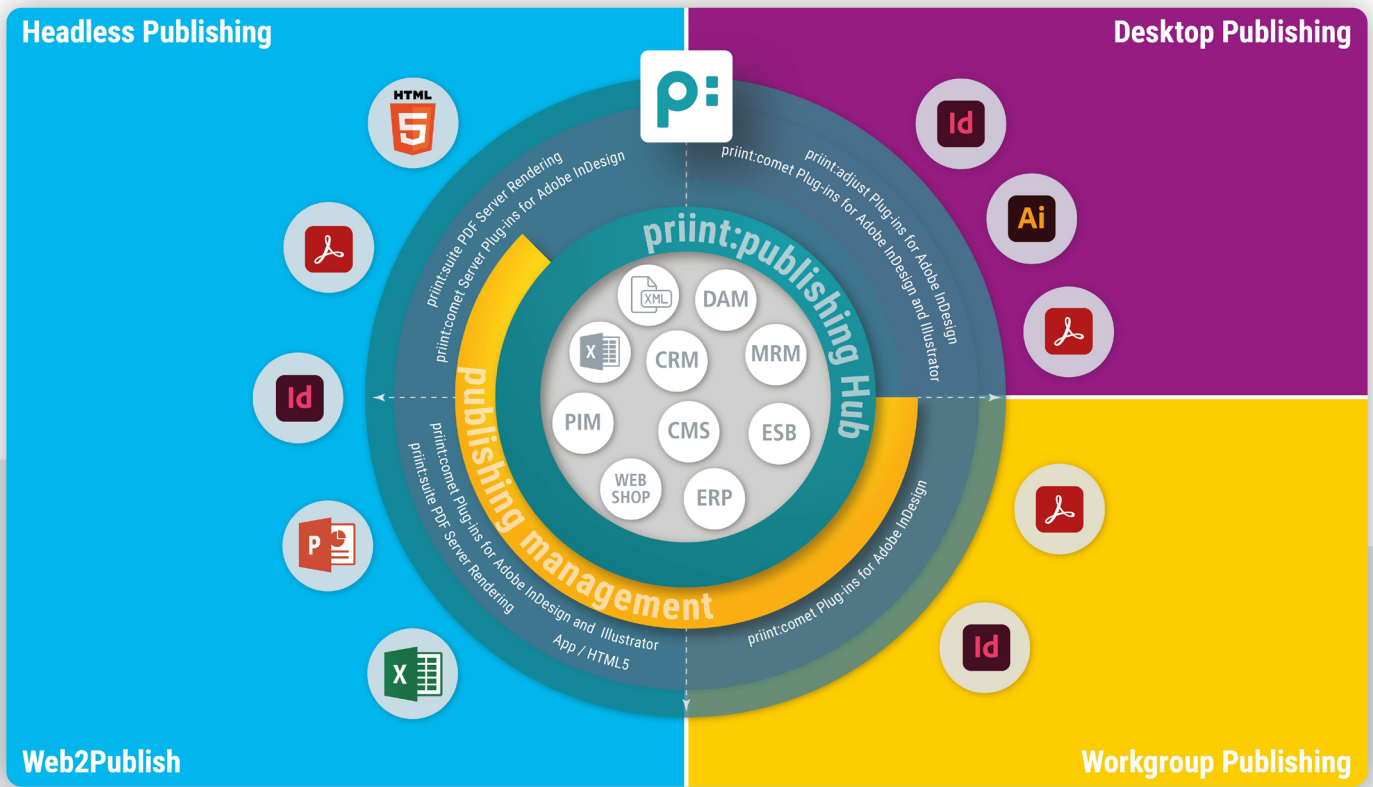 Headless Publishing
Desktop Publishing
p:
HTML
5
Id
Ai
priint:suite PDF Server Rendering
priint:comet Server Plug-ins for Adobe InDesign
priint:adjust Plug-ins for Adobe InDesign
priint:comet Plug-ins for Adobe InDesign and Illustrator
priint:publishing Hub
XML
DAM
X
CRM
MRM
PIM
CMS
ESB
WEB
SHOP
ERP
Id
publishing management
priint:comet Plug-ins for Adobe InDesign and Illustrator
priint:suite PDF Server Rendering
App / HTML5
priint:comet Plug-ins for Adobe InDesign
P
X
Id
Web2Publish
Workgroup Publishing